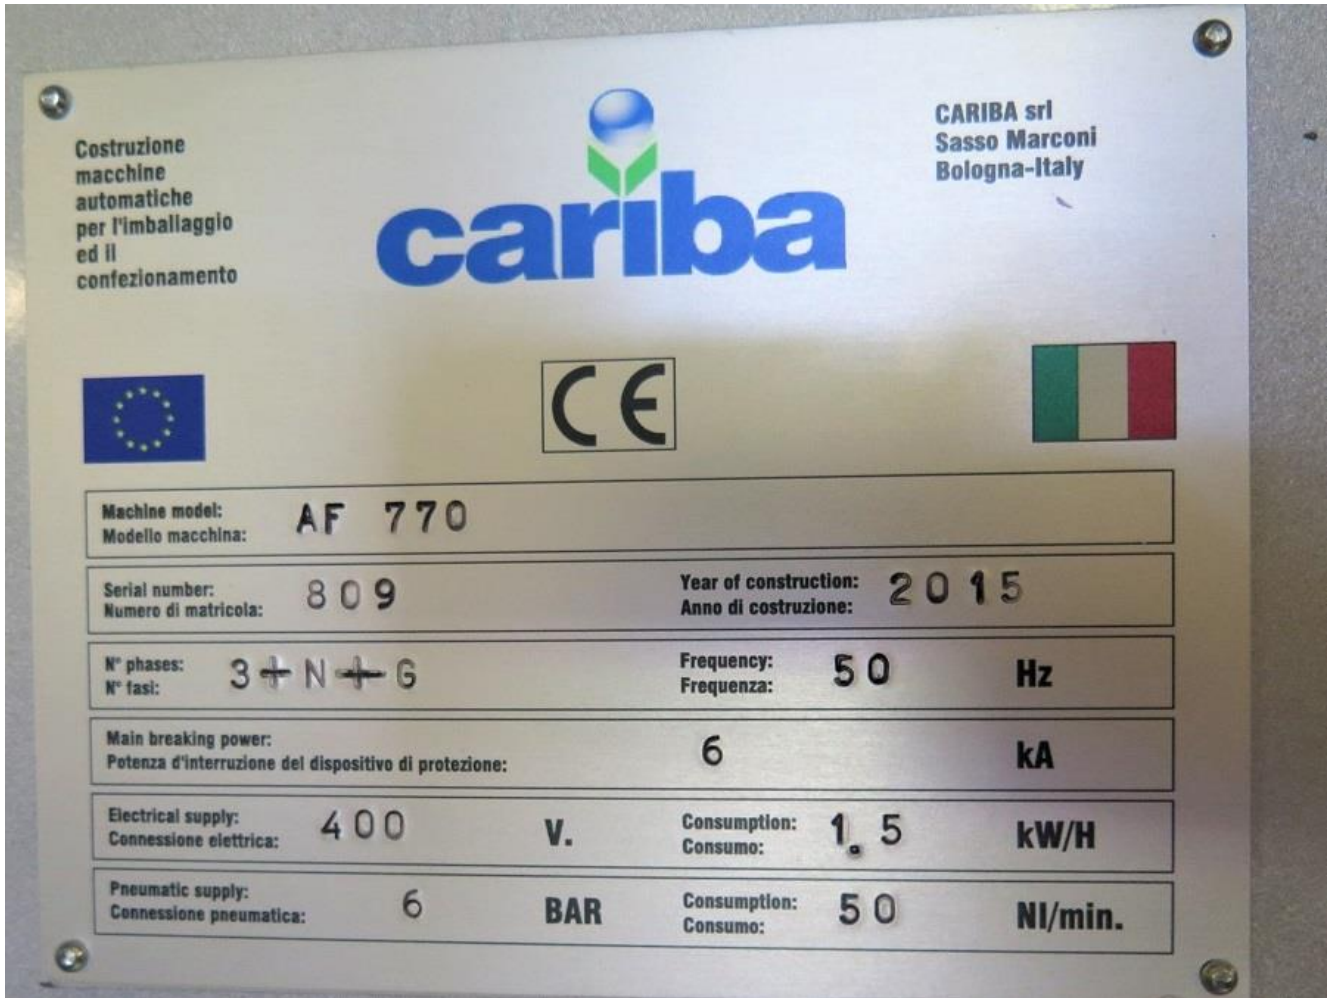 Costruzione
macchine
automatiche
per l'imballaggio
ed il
confezionamento
cariba
CARIBA srl
Sasso Marconi
Bologna-Italy
CE
Machine model:
Modello macchina:
AF 770
Serial number:
Numero di matricola:
809
Year of construction:
Anno di costruzione:
2015
N° phases:
N° fasi:
3+N+G
Frequency:
Frequenza:
50 Hz
Main breaking power:
Potenza d'interruzione del dispositivo di protezione:
6 kA
Electrical supply:
Connessione elettrica:
400 V.
Consumption:
Consumo:
1.5 kW/H
Pneumatic supply:
Connessione pneumatica:
6 BAR
Consumption:
Consumo:
50 Nl/min.